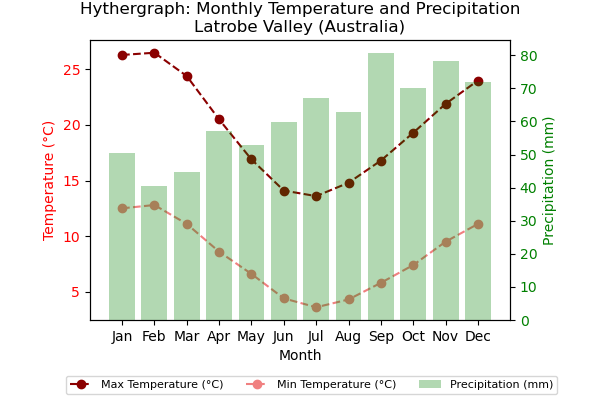 Hythergraph: Monthly Temperature and Precipitation
Latrobe Valley (Australia)
Temperature (°C)
25
20
15
10
5
80
70
60
50
40
30
20
10
0
Precipitation (mm)
Jan Feb Mar Apr May Jun Jul Aug Sep Oct Nov Dec
Month
Max Temperature (°C) Min Temperature (°C) Precipitation (mm)